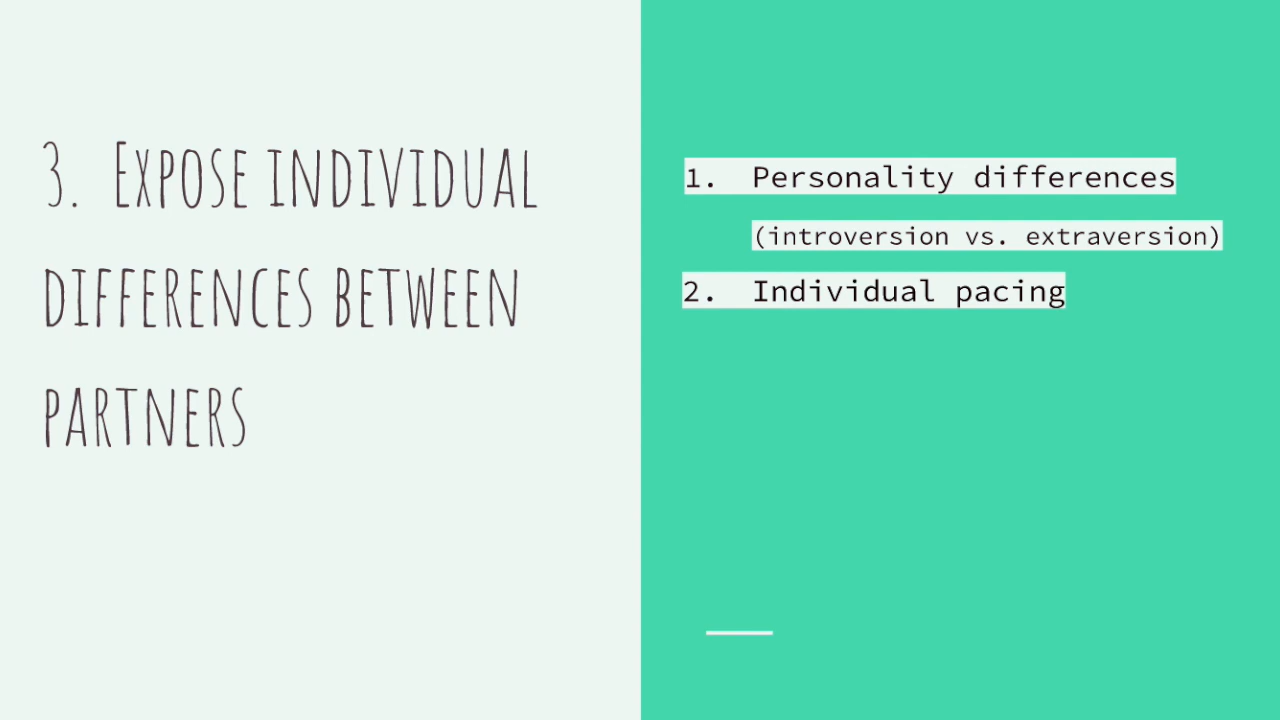 3. Expose individual
differences between
partners
1. Personality differences
(introversion vs. extraversion)
2. Individual pacing